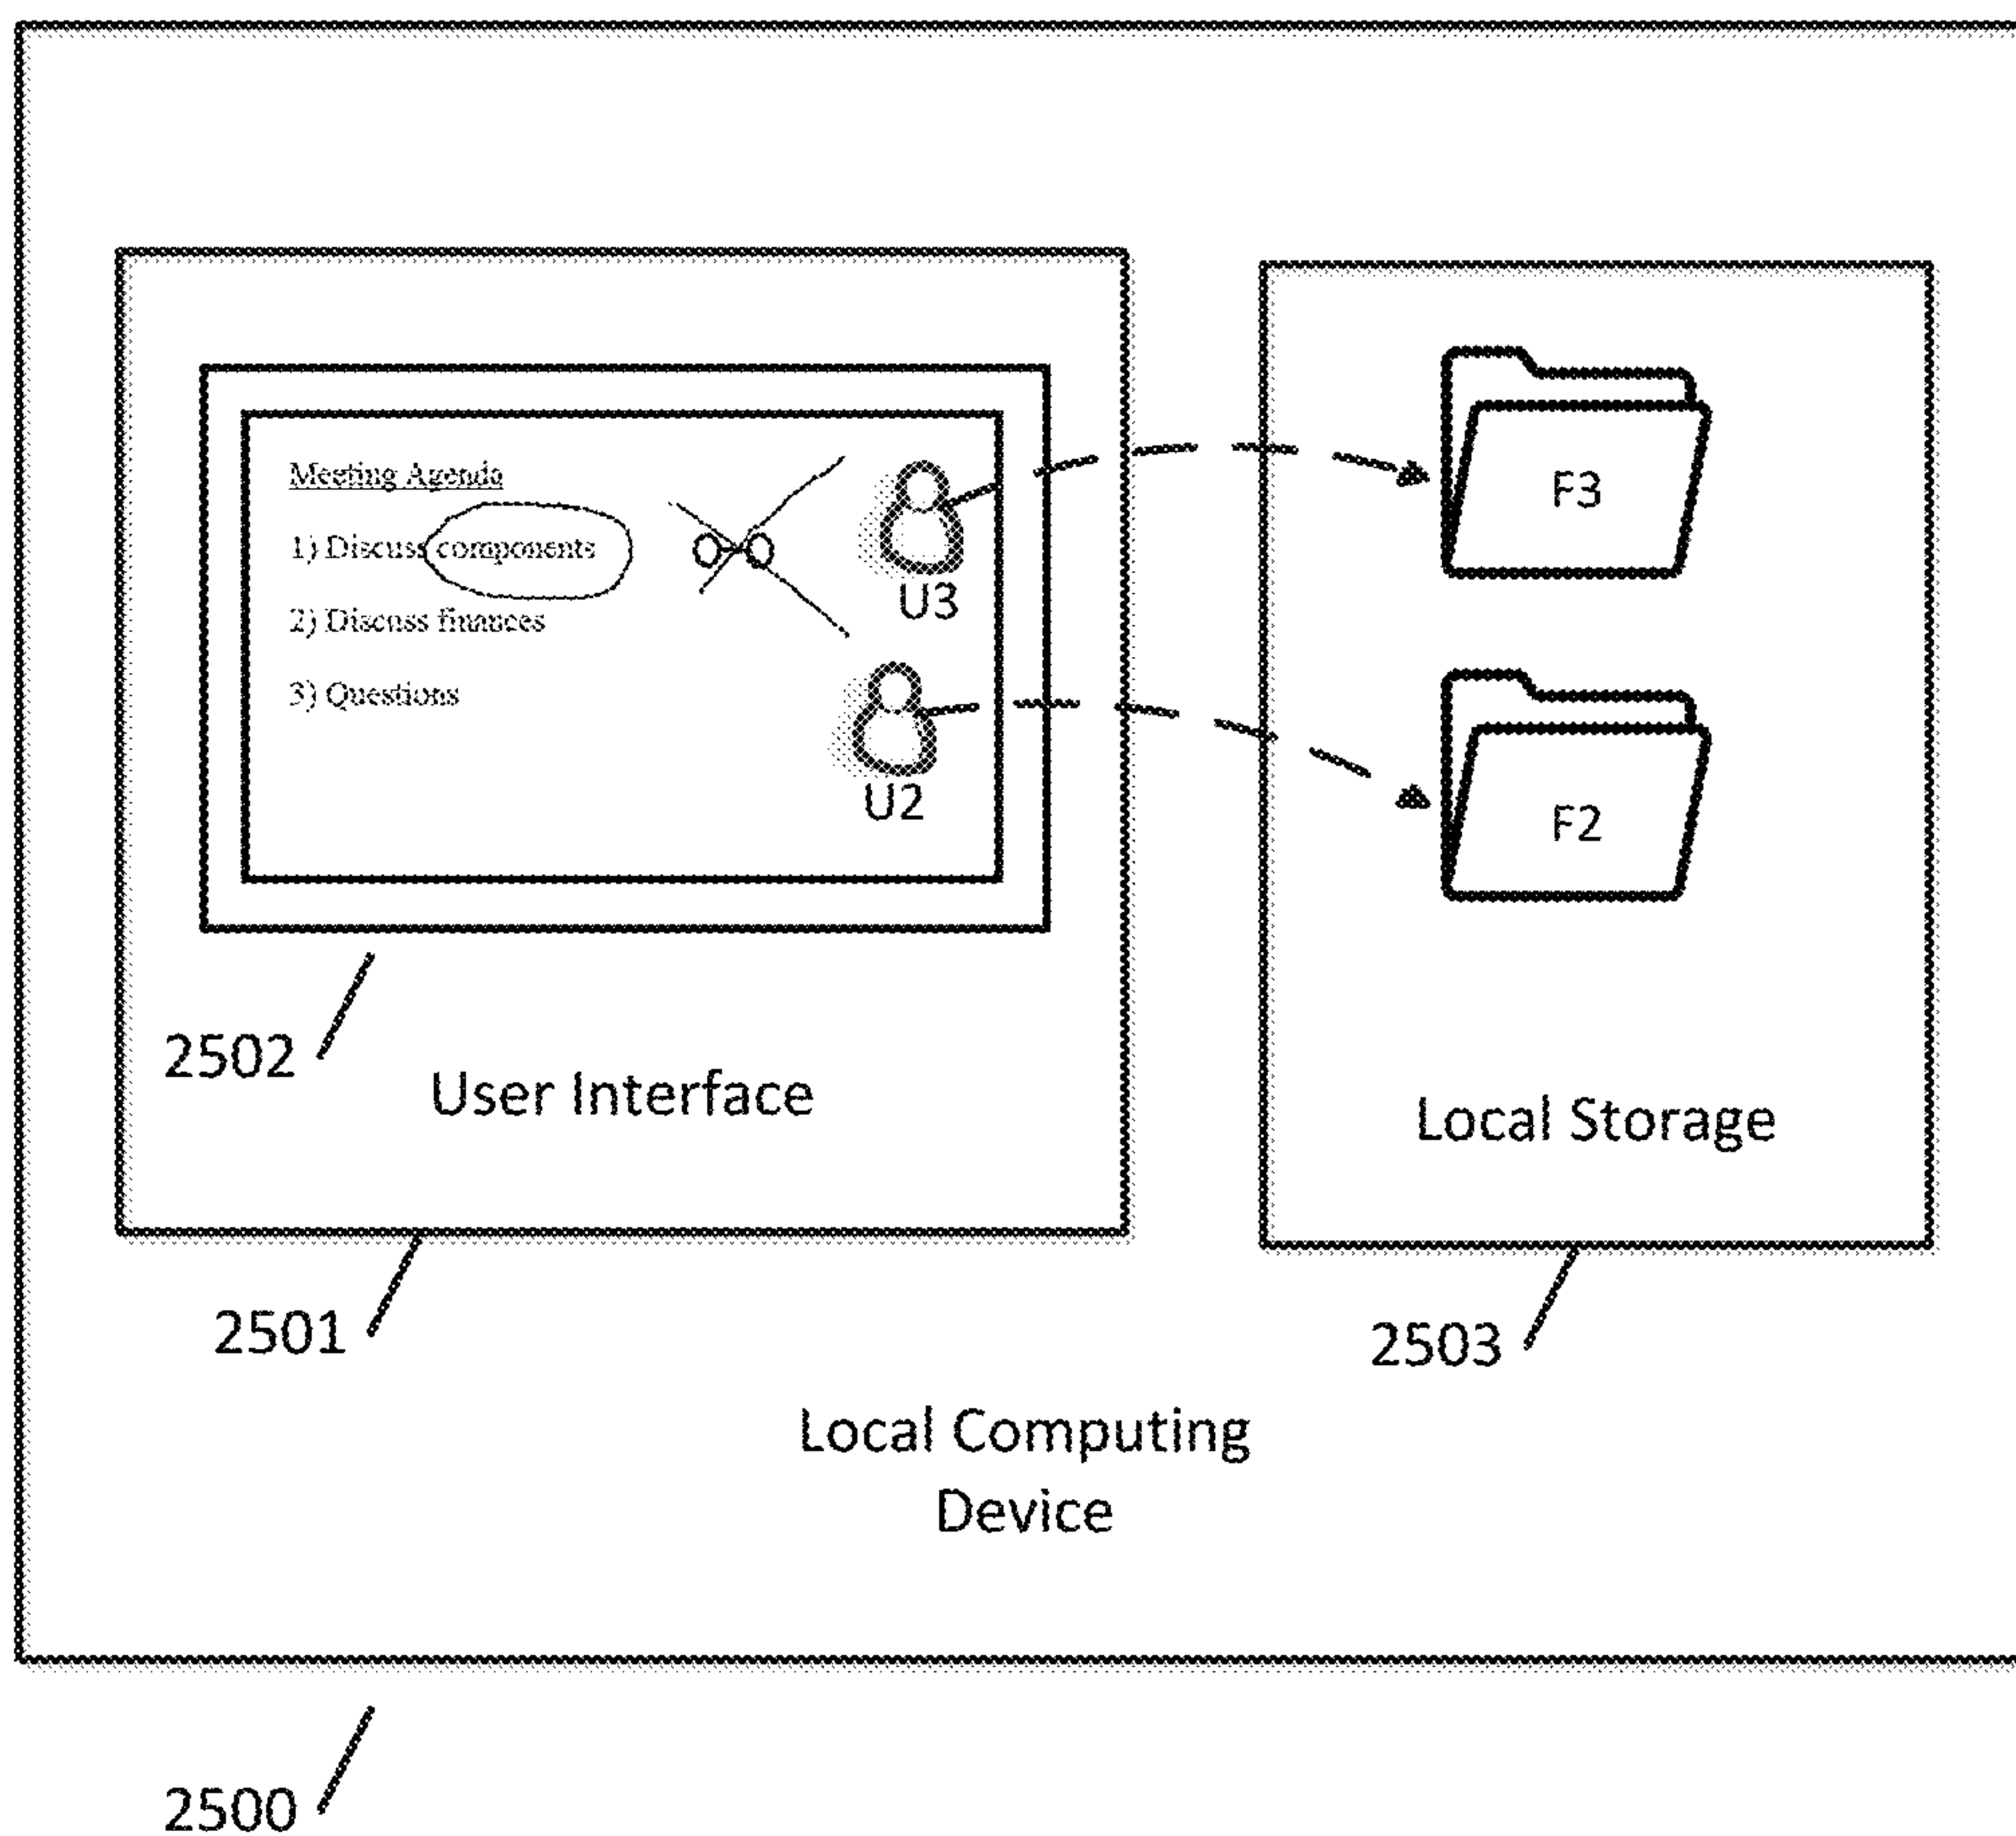 Meeting Agenda
1) Discuss components
2) Discuss finances
3) Questions
U3
U2
F3
F2
2502
User Interface
Local Storage
2501
2503
Local Computing
Device
2500